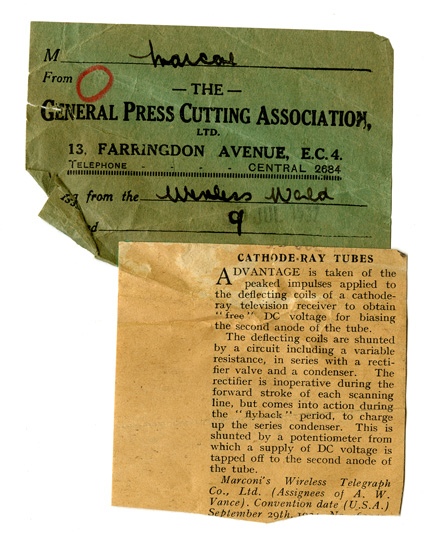 M Marconi
From
— THE —
GENERAL PRESS CUTTING ASSOCIATION,
LTD.
13, FARRINGDON AVENUE, E.C.4.
TELEPHONE - - - - CENTRAL 2684
from the Wireless World
9 JUL
CATHODE-RAY TUBES
ADVANTAGE is taken of the
peaked impulses applied to
the deflecting coils of a cathode-
ray television receiver to obtain
"free" DC voltage for biasing
the second anode of the tube.
The deflecting coils are shunted
by a circuit including a variable
resistance, in series with a recti-
fier valve and a condenser. The
rectifier is inoperative during the
forward stroke of each scanning
line, but comes into action during
the "flyback" period, to charge
up the series condenser. This is
shunted by a potentiometer from
which a supply of DC voltage is
tapped off to the second anode of
the tube.
Marconi's Wireless Telegraph
Co., Ltd. (Assignees of A. W.
Vance). Convention date (U.S.A.)
September 29th,